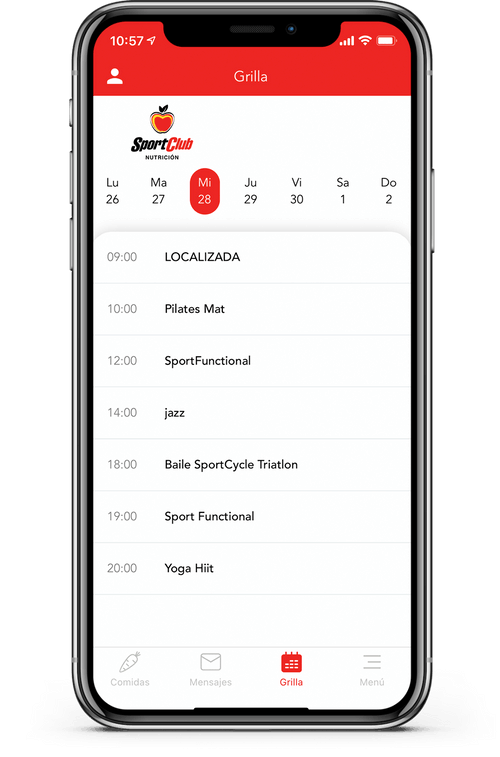 10:57
Grilla
SportClub
NUTRICIÓN
Lu Ma Mi Ju Vi Sa Do
26 27 28 29 30 1 2
09:00 LOCALIZADA
10:00 Pilates Mat
12:00 SportFunctional
14:00 jazz
18:00 Baile SportCycle Triatlon
19:00 Sport Functional
20:00 Yoga Hiit
Comidas Mensajes Grilla Menú